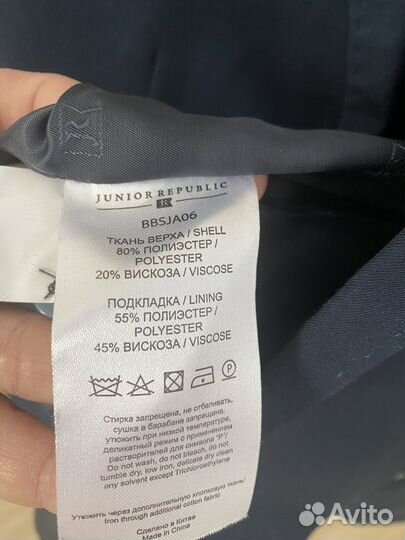 JUNIOR REPUBLIC
JR
BBSJA06
ТКАНЬ ВЕРХА / SHELL
80% ПОЛИЭСТЕР /
POLYESTER
20% ВИСКОЗА / VISCOSE
ПОДКЛАДКА / LINING
55% ПОЛИЭСТЕР /
POLYESTER
45% ВИСКОЗА / VISCOSE
P
Стирка запрещена, не отбеливать,
сушка в барабане запрещена,
утюжить при низкой температуре,
деликатный режим с применением
растворителей для символа "P"/
Do not wash, do not bleach, do not
tumble dry, low iron, delicate dry clean
any solvent except Trichloroethylene
Утюжить через дополнительную хлопковую ткань/
Iron through additional cotton fabric
Сделано в Китае
Made in China
Avito